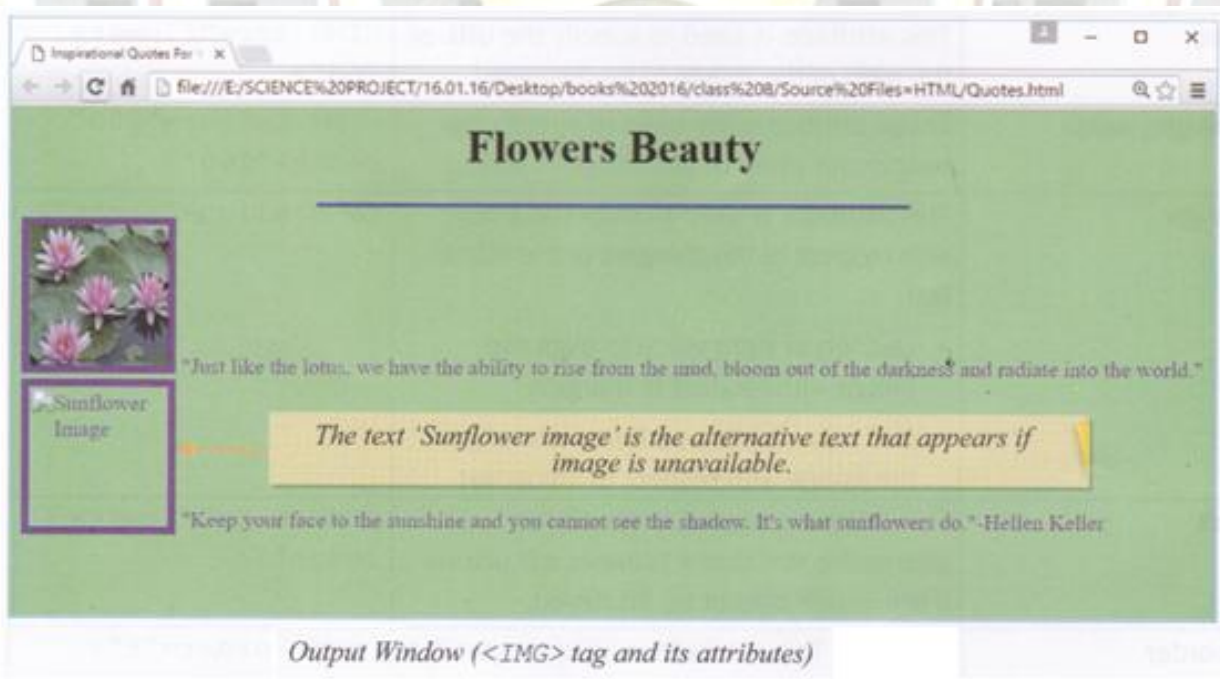 Inspirational Quotes For
file:///E:/SCIENCE%20PROJECT/16.01.16/Desktop/books%202016/class%208/Source%20Files=HTML/Quotes.html
Flowers Beauty
"Just like the lotus, we have the ability to rise from the mud, bloom out of the darkness and radiate into the world."
Sunflower
Image
The text 'Sunflower image' is the alternative text that appears if
image is unavailable.
"Keep your face to the sunshine and you cannot see the shadow. It's what sunflowers do."-Hellen Keller
Output Window (<IMG> tag and its attributes)